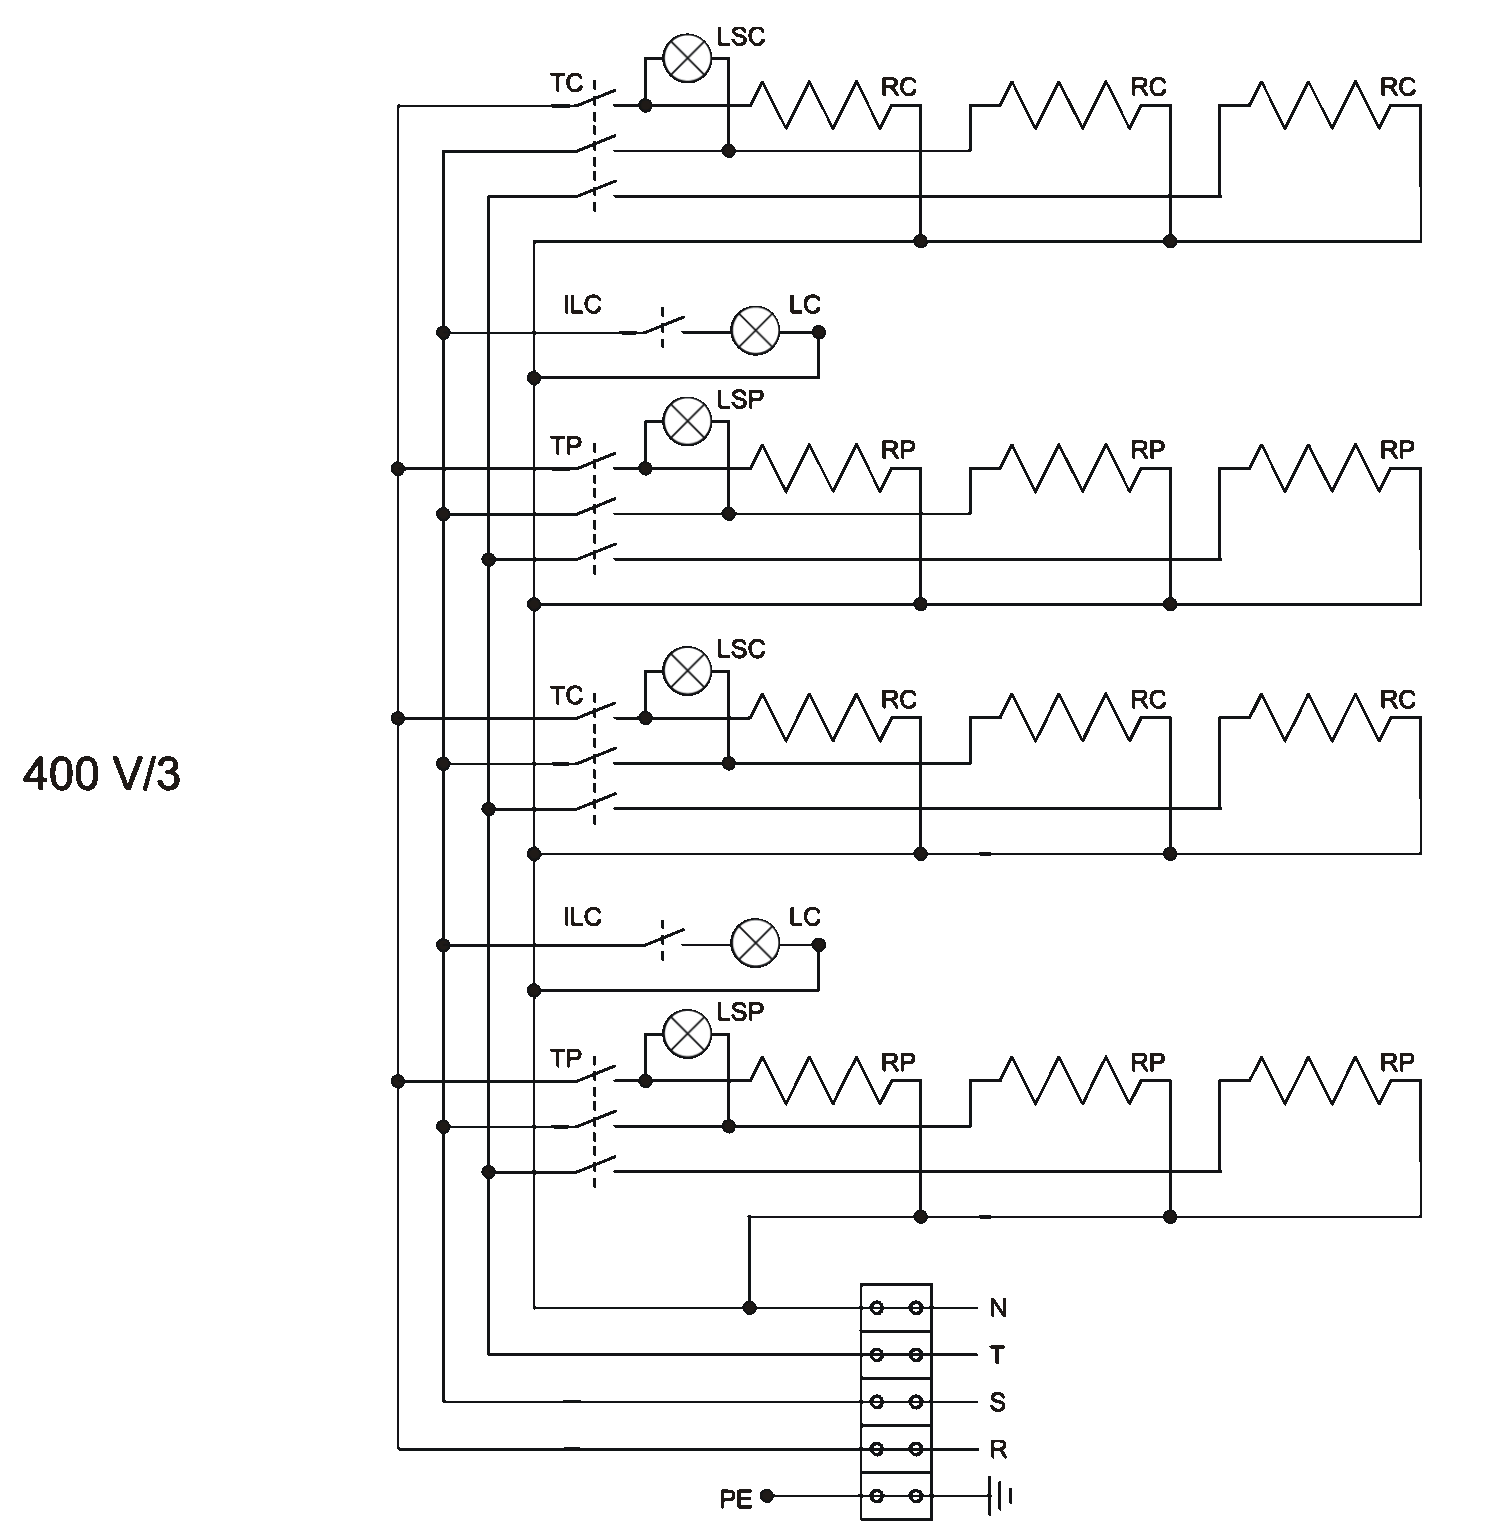 LSC
TC RC RC RC
ILC LC
LSP
TP RP RP RP
LSC
TC RC RC RC
400 V/3
ILC LC
LSP
TP RP RP RP
N
T
S
R
PE